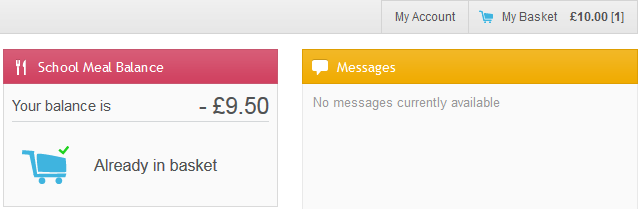 My Account My Basket £10.00 [1]
School Meal Balance
Your balance is - £9.50
Already in basket
Messages
No messages currently available